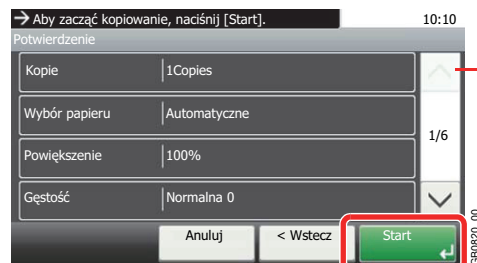 Aby zacząć kopiowanie, naciśnij [Start]. 10:10
Potwierdzenie
Kopie 1Copies
Wybór papieru Automatyczne
1/6
Powiększenie 100%
Gęstość Normalna 0
Anuluj < Wstecz Start
GB0820_00